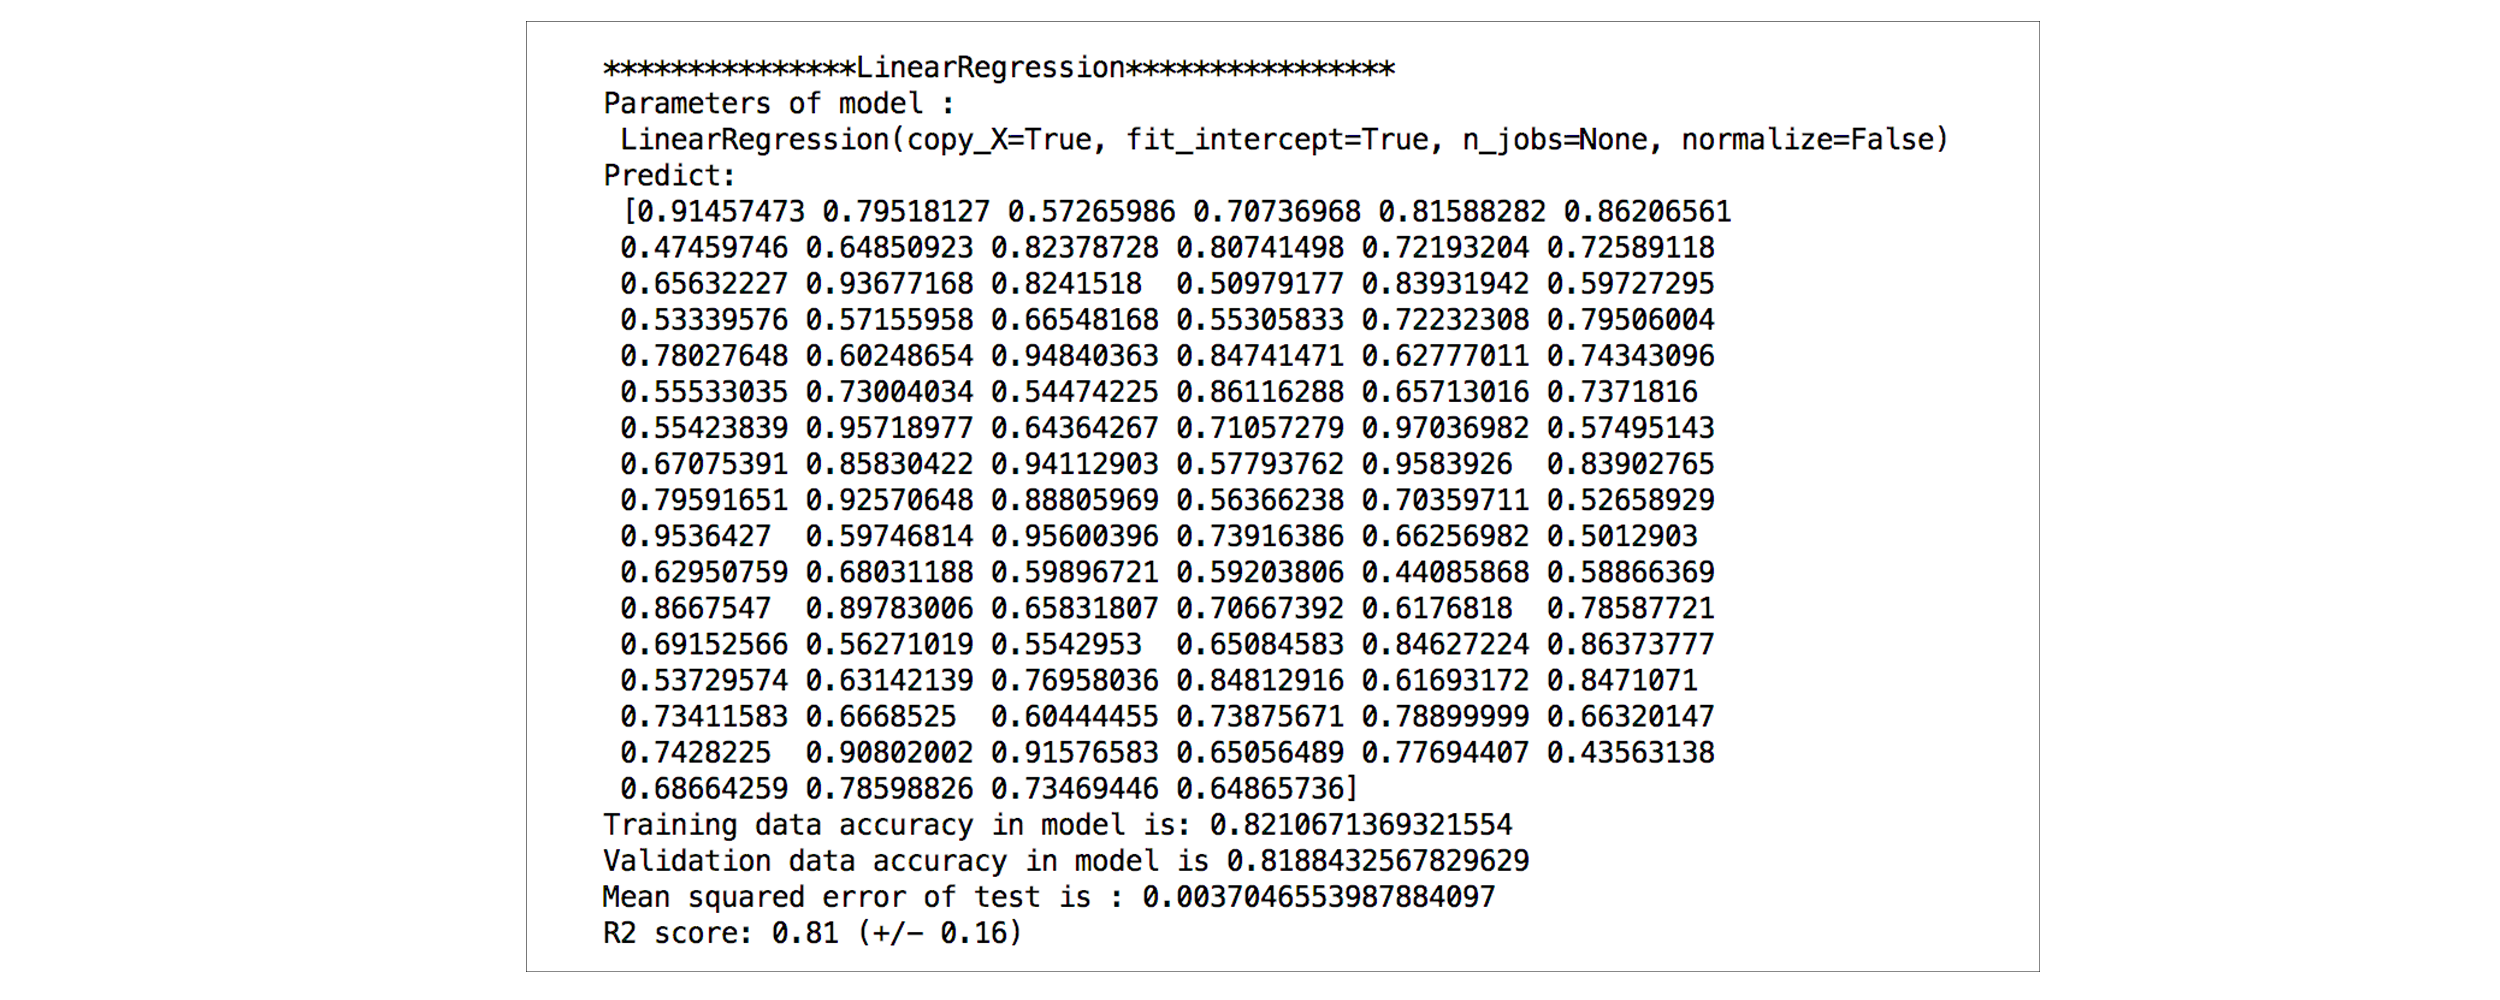 ***************LinearRegression****************
Parameters of model :
 LinearRegression(copy_X=True, fit_intercept=True, n_jobs=None, normalize=False)
Predict:
 [0.91457473 0.79518127 0.57265986 0.70736968 0.81588282 0.86206561
 0.47459746 0.64850923 0.82378728 0.80741498 0.72193204 0.72589118
 0.65632227 0.93677168 0.8241518  0.50979177 0.83931942 0.59727295
 0.53339576 0.57155958 0.66548168 0.55305833 0.72232308 0.79506004
 0.78027648 0.60248654 0.94840363 0.84741471 0.62777011 0.74343096
 0.55533035 0.73004034 0.54474225 0.86116288 0.65713016 0.7371816
 0.55423839 0.95718977 0.64364267 0.71057279 0.97036982 0.57495143
 0.67075391 0.85830422 0.94112903 0.57793762 0.9583926  0.83902765
 0.79591651 0.92570648 0.88805969 0.56366238 0.70359711 0.52658929
 0.9536427  0.59746814 0.95600396 0.73916386 0.66256982 0.5012903
 0.62950759 0.68031188 0.59896721 0.59203806 0.44085868 0.58866369
 0.8667547  0.89783006 0.65831807 0.70667392 0.6176818  0.78587721
 0.69152566 0.56271019 0.5542953  0.65084583 0.84627224 0.86373777
 0.53729574 0.63142139 0.76958036 0.84812916 0.61693172 0.8471071
 0.73411583 0.6668525  0.60444455 0.73875671 0.78899999 0.66320147
 0.7428225  0.90802002 0.91576583 0.65056489 0.77694407 0.43563138
 0.68664259 0.78598826 0.73469446 0.64865736]
Training data accuracy in model is: 0.8210671369321554
Validation data accuracy in model is 0.8188432567829629
Mean squared error of test is : 0.0037046553987884097
R2 score: 0.81 (+/- 0.16)